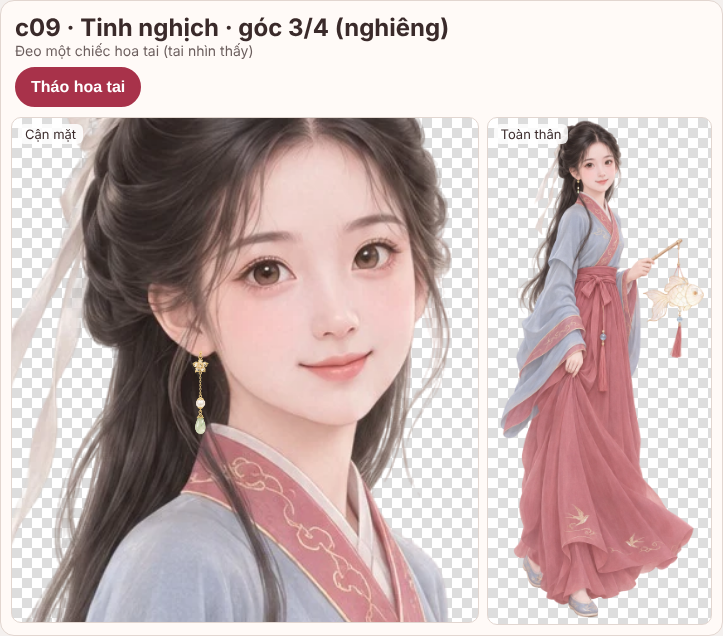 c09 · Tinh nghịch · góc 3/4 (nghiêng)
Đeo một chiếc hoa tai (tai nhìn thấy)
Tháo hoa tai
Cận mặt
Toàn thân